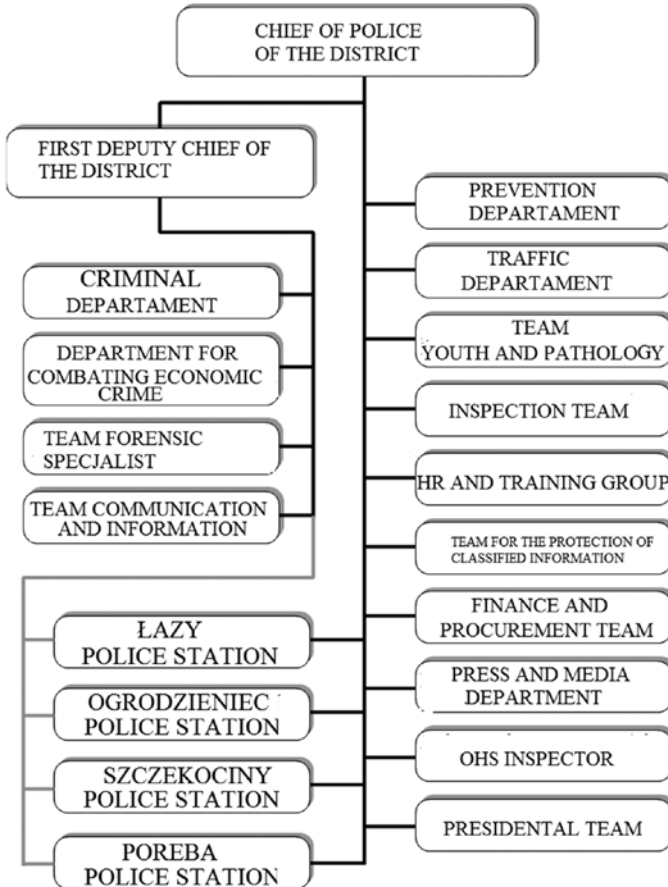 CHIEF OF POLICE
OF THE DISTRICT
FIRST DEPUTY CHIEF OF
THE DISTRICT
CRIMINAL
DEPARTAMENT
DEPARTMENT FOR
COMBATING ECONOMIC
CRIME
TEAM FORENSIC
SPECJALIST
TEAM COMMUNICATION
AND INFORMATION
ŁAZY
POLICE STATION
OGRODZIENIEC
POLICE STATION
SZCZEKOCINY
POLICE STATION
POREBA
POLICE STATION
PREVENTION
DEPARTAMENT
TRAFFIC
DEPARTAMENT
TEAM
YOUTH AND PATHOLOGY
INSPECTION TEAM
HR AND TRAINING GROUP
TEAM FOR THE PROTECTION OF
CLASSIFIED INFORMATION
FINANCE AND
PROCUREMENT TEAM
PRESS AND MEDIA
DEPARTMENT
OHS INSPECTOR
PRESIDENTAL TEAM